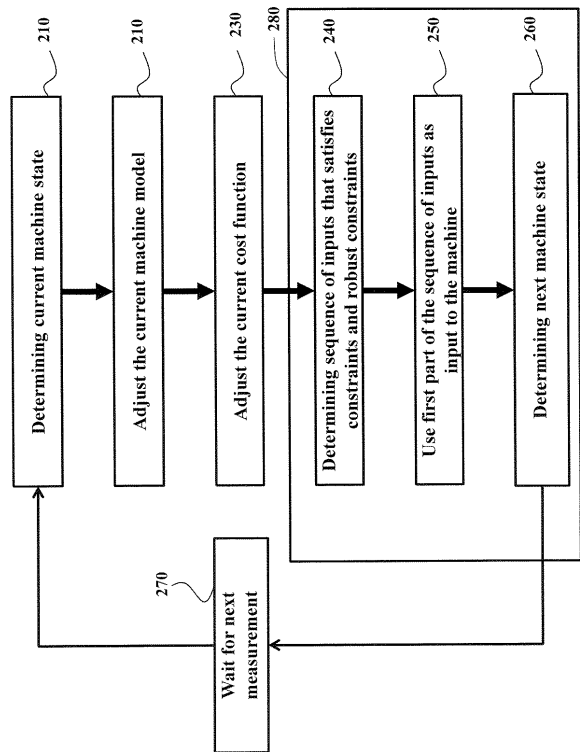 210
Determining current machine state
210
Adjust the current machine model
230
Adjust the current cost function
280
240
Determining sequence of inputs that satisfies
constraints and robust constraints
250
Use first part of the sequence of inputs as
input to the machine
260
Determining next machine state
270
Wait for next
measurement